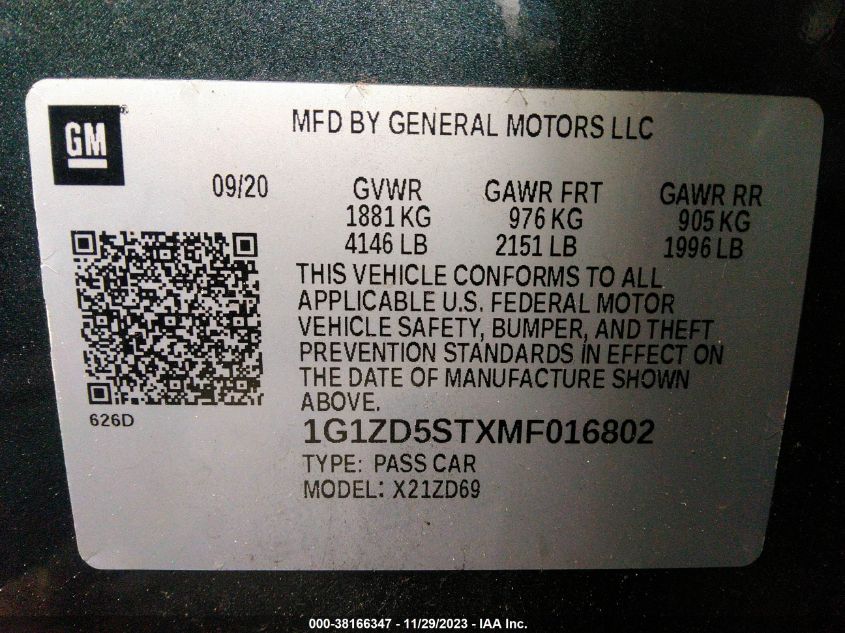 GM
MFD BY GENERAL MOTORS LLC
09/20 GVWR GAWR FRT GAWR RR
1881 KG 976 KG 905 KG
4146 LB 2151 LB 1996 LB
THIS VEHICLE CONFORMS TO ALL
APPLICABLE U.S. FEDERAL MOTOR
VEHICLE SAFETY, BUMPER, AND THEFT
PREVENTION STANDARDS IN EFFECT ON
THE DATE OF MANUFACTURE SHOWN
ABOVE.
626D
1G1ZD5STXMF016802
TYPE: PASS CAR
MODEL: X21ZD69
000-38166347 - 11/29/2023 - IAA Inc.